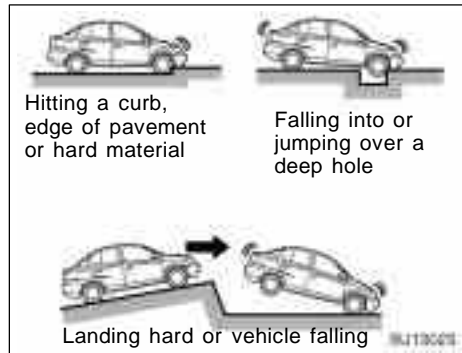 Hitting a curb,
edge of pavement
or hard material
Falling into or
jumping over a
deep hole
Landing hard or vehicle falling